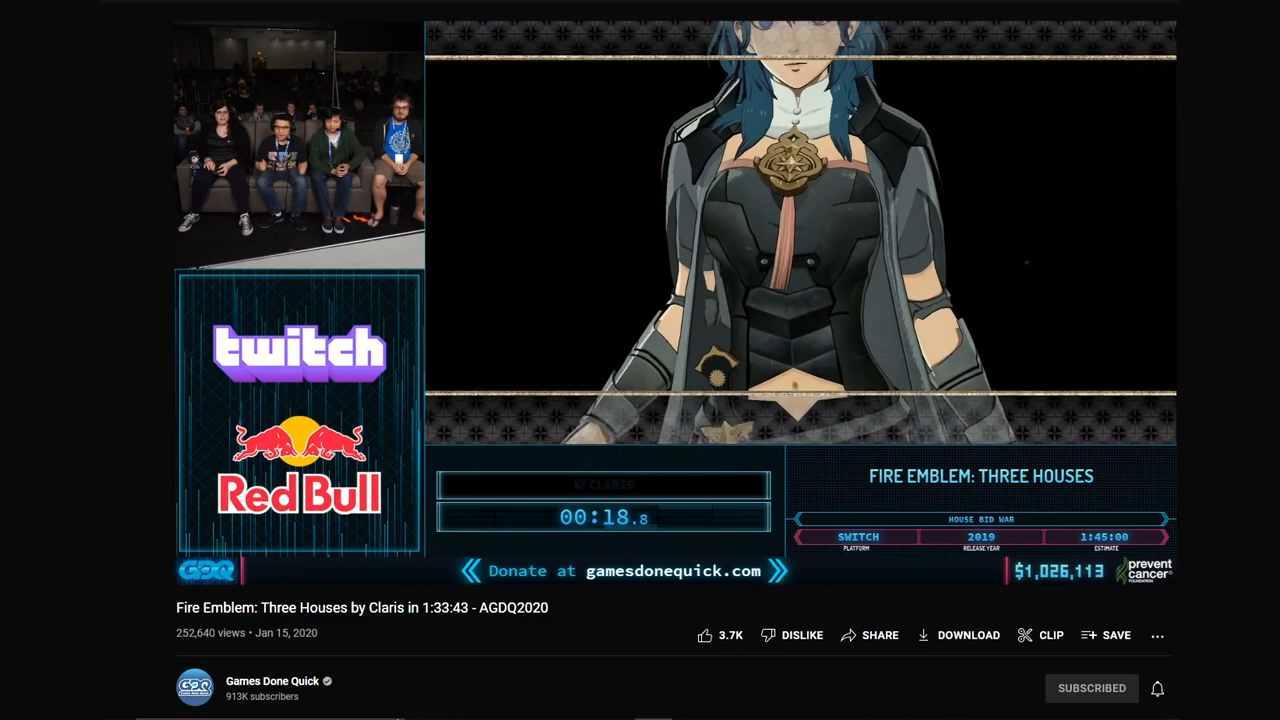 twitch
Red Bull
CLARIS
00:18.8
FIRE EMBLEM: THREE HOUSES
HOUSE BID WAR
SWITCH 2019 1:45:00
PLATFORM RELEASE YEAR ESTIMATE
GDQ
Donate at gamesdonequick.com
$1,026,113
prevent
cancer
FOUNDATION
Fire Emblem: Three Houses by Claris in 1:33:43 - AGDQ2020
252,640 views • Jan 15, 2020
3.7K DISLIKE SHARE DOWNLOAD CLIP SAVE ...
GDQ
Games Done Quick
913K subscribers
SUBSCRIBED